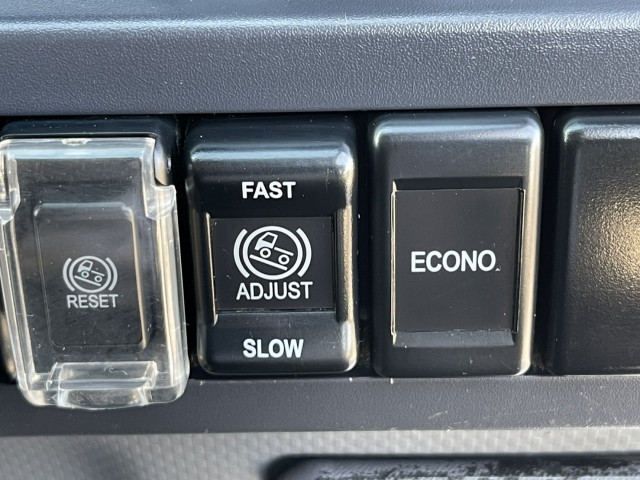 RESET
FAST
ADJUST
SLOW
ECONO.